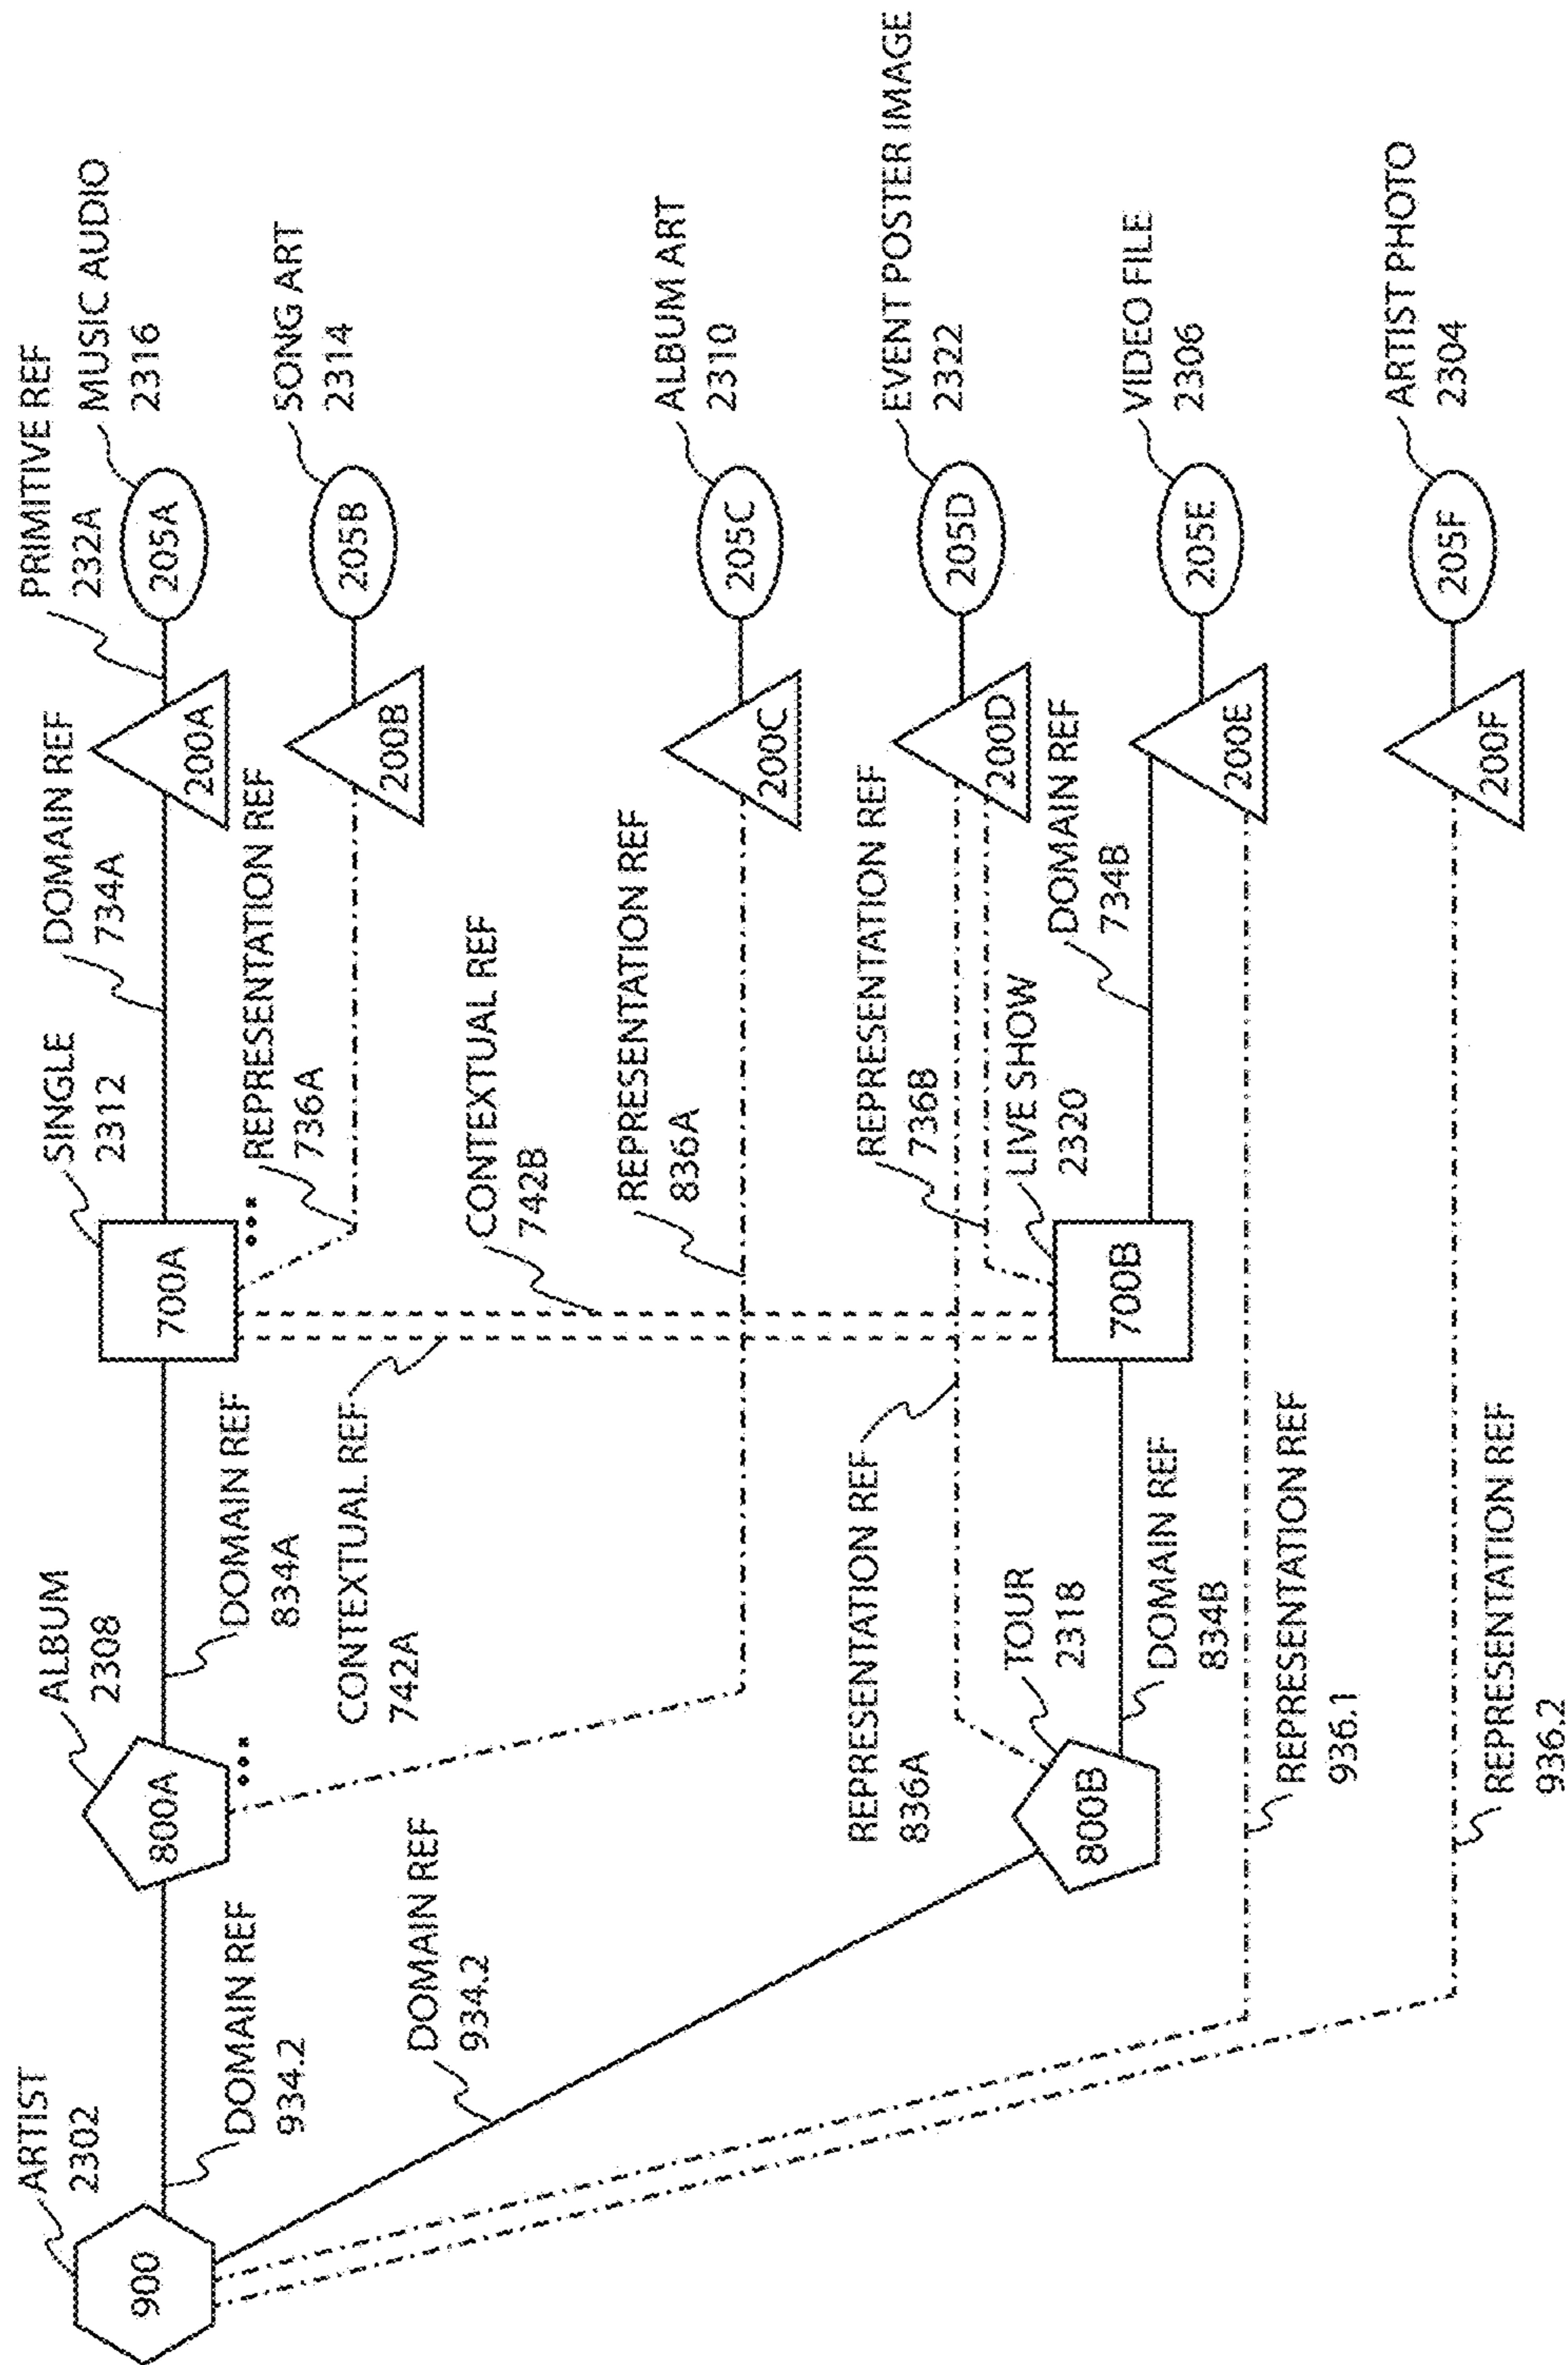 ARTIST
2302
900
DOMAIN REF
934.2
DOMAIN REF
934.2
ALBUM
2308
800A
•••
DOMAIN REF
834A
CONTEXTUAL REF
742A
SINGLE
2312
700A
•••
DOMAIN REF
734A
REPRESENTATION REF
736A
CONTEXTUAL REF
742B
REPRESENTATION REF
836A
PRIMITIVE REF
232A
200A
205A
MUSIC AUDIO
2316
200B
205B
SONG ART
2314
200C
205C
ALBUM ART
2310
REPRESENTATION REF
836A
TOUR
2318
800B
DOMAIN REF
834B
REPRESENTATION REF
736B
LIVE SHOW
2320
700B
DOMAIN REF
734B
200D
205D
EVENT POSTER IMAGE
2322
200E
205E
VIDEO FILE
2306
REPRESENTATION REF
936.1
REPRESENTATION REF
936.2
200F
205F
ARTIST PHOTO
2304